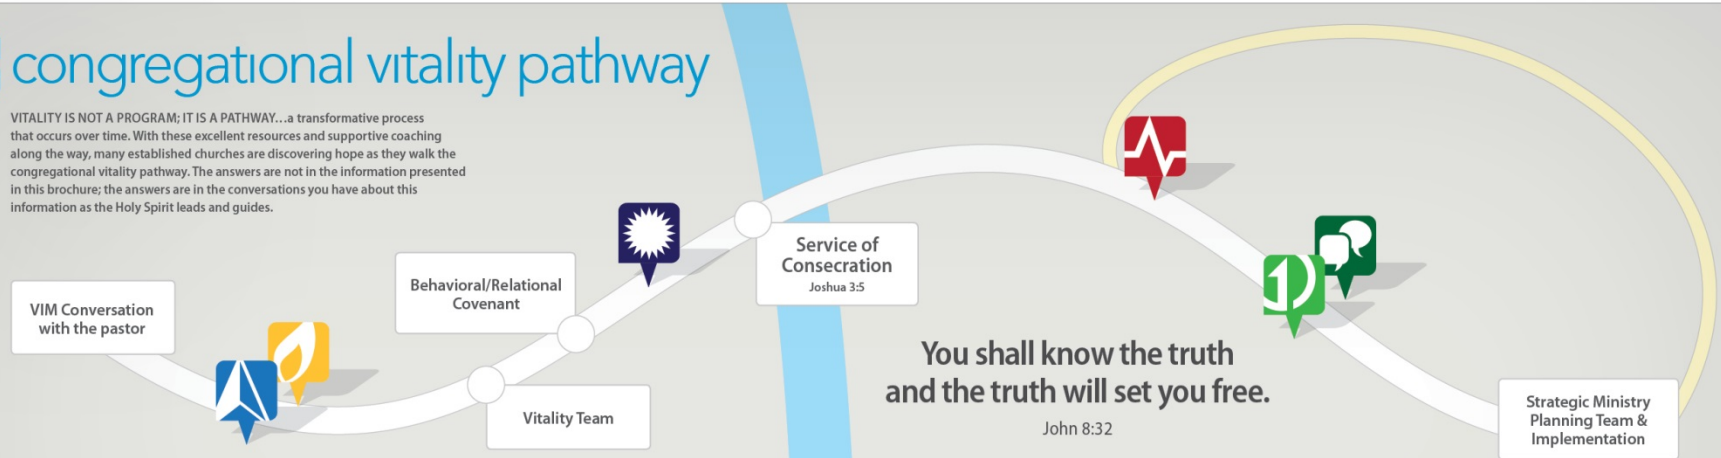 congregational vitality pathway
VITALITY IS NOT A PROGRAM; IT IS A PATHWAY...a transformative process
that occurs over time. With these excellent resources and supportive coaching
along the way, many established churches are discovering hope as they walk the
congregational vitality pathway. The answers are not in the information presented
in this brochure; the answers are in the conversations you have about this
information as the Holy Spirit leads and guides.
VIM Conversation
with the pastor
Behavioral/Relational
Covenant
Vitality Team
Service of
Consecration
Joshua 3:5
You shall know the truth
and the truth will set you free.
John 8:32
Strategic Ministry
Planning Team &
Implementation